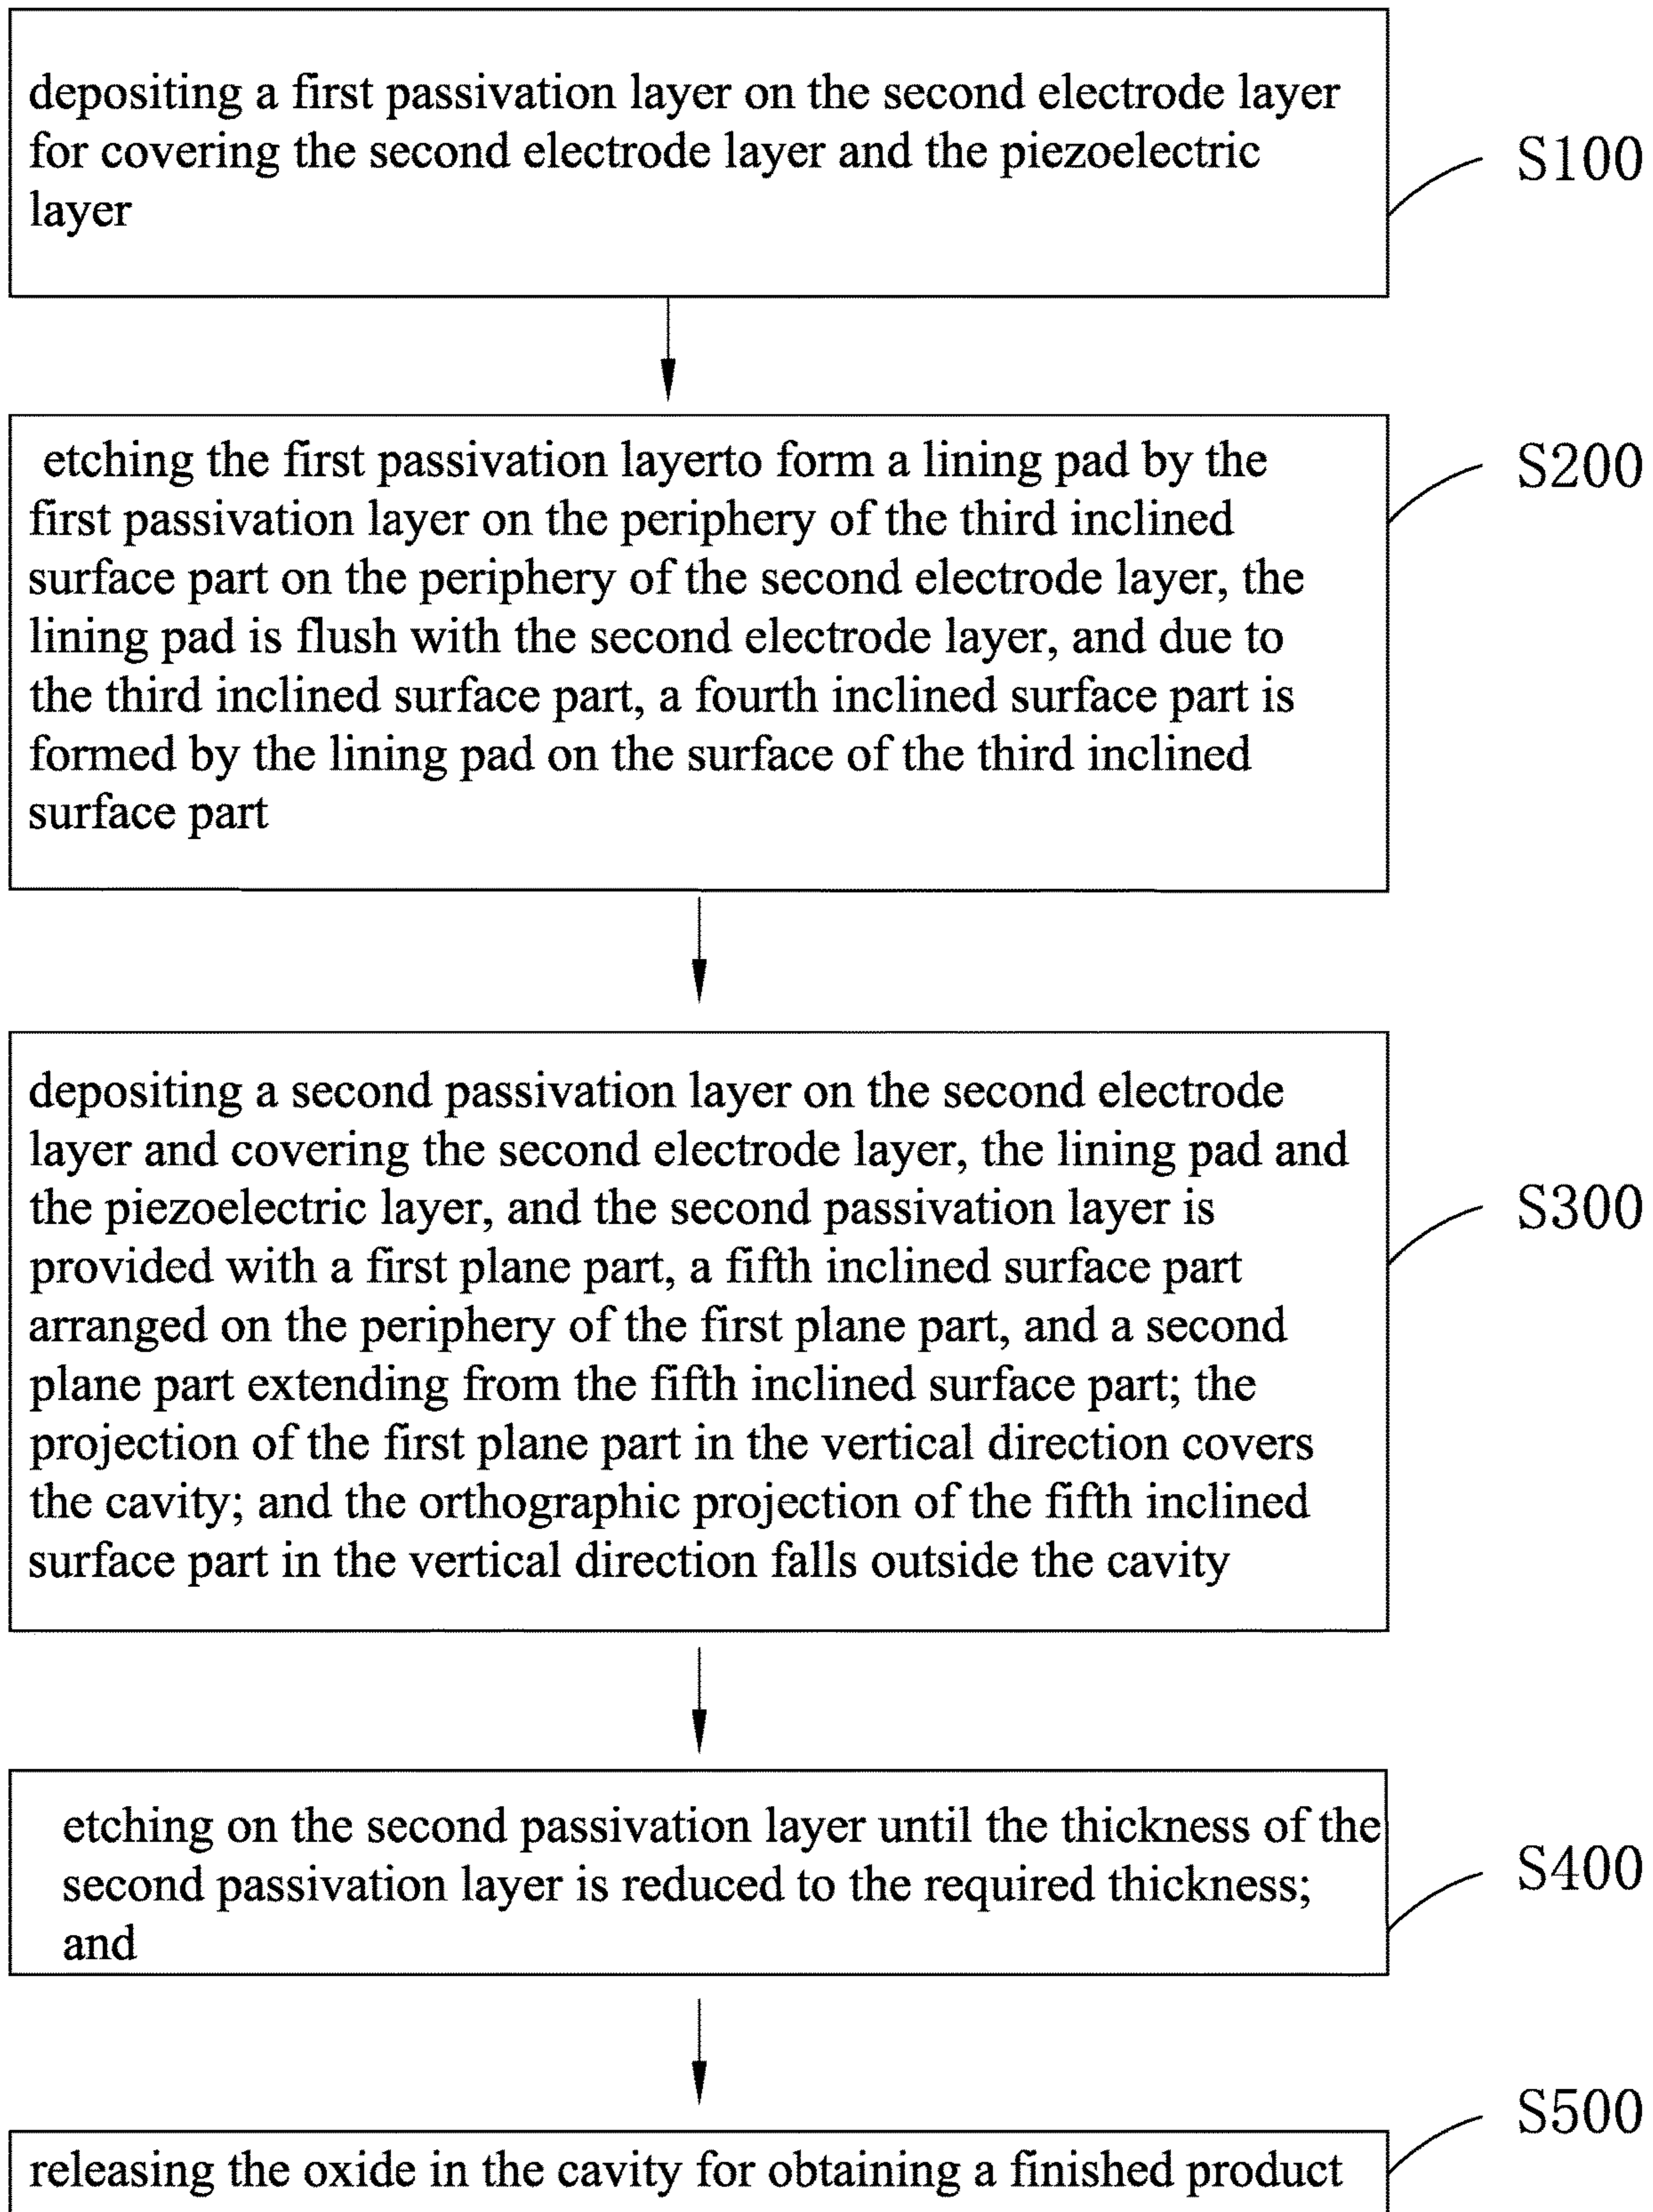 depositing a first passivation layer on the second electrode layer
for covering the second electrode layer and the piezoelectric
layer
S100
etching the first passivation layerto form a lining pad by the
first passivation layer on the periphery of the third inclined
surface part on the periphery of the second electrode layer, the
lining pad is flush with the second electrode layer, and due to
the third inclined surface part, a fourth inclined surface part is
formed by the lining pad on the surface of the third inclined
surface part
S200
depositing a second passivation layer on the second electrode
layer and covering the second electrode layer, the lining pad and
the piezoelectric layer, and the second passivation layer is
provided with a first plane part, a fifth inclined surface part
arranged on the periphery of the first plane part, and a second
plane part extending from the fifth inclined surface part; the
projection of the first plane part in the vertical direction covers
the cavity; and the orthographic projection of the fifth inclined
surface part in the vertical direction falls outside the cavity
S300
etching on the second passivation layer until the thickness of the
second passivation layer is reduced to the required thickness;
and
S400
releasing the oxide in the cavity for obtaining a finished product
S500